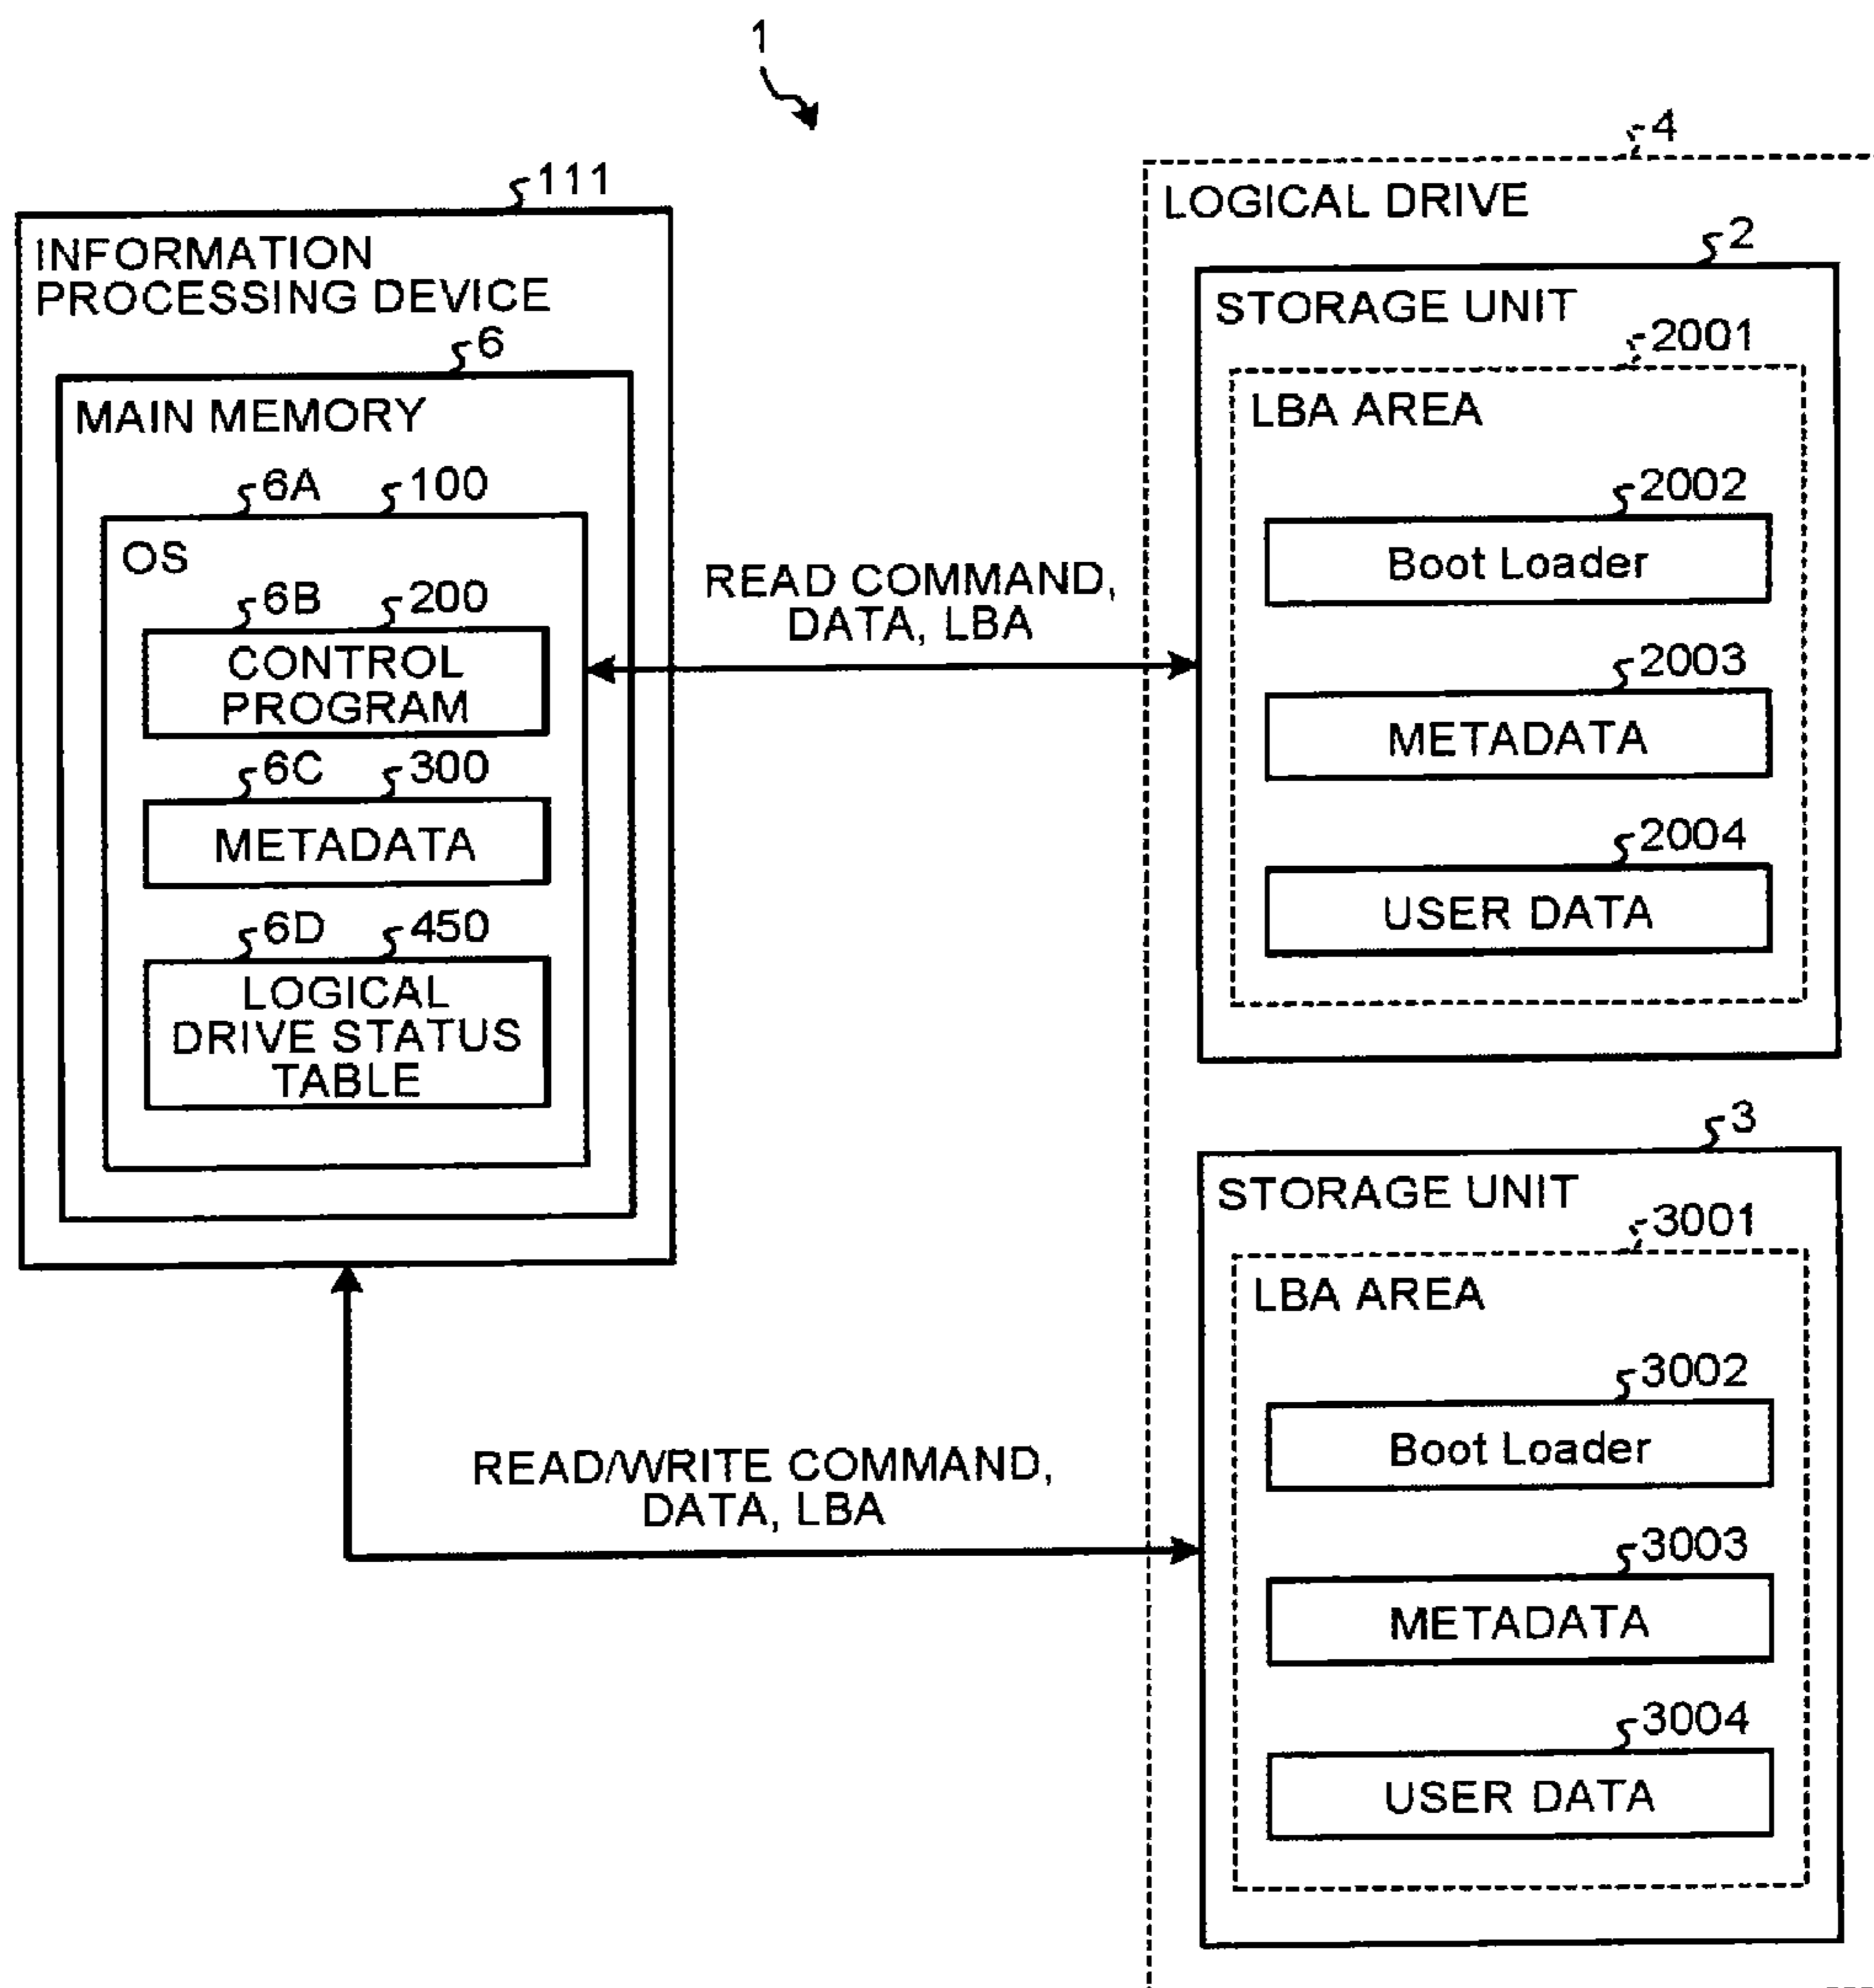 1
111
INFORMATION
PROCESSING DEVICE
6
MAIN MEMORY
6A 100
OS
6B 200
CONTROL
PROGRAM
6C 300
METADATA
6D 450
LOGICAL
DRIVE STATUS
TABLE
READ COMMAND,
DATA, LBA
READ/WRITE COMMAND,
DATA, LBA
4
LOGICAL DRIVE
2
STORAGE UNIT
2001
LBA AREA
2002
Boot Loader
2003
METADATA
2004
USER DATA
3
STORAGE UNIT
3001
LBA AREA
3002
Boot Loader
3003
METADATA
3004
USER DATA